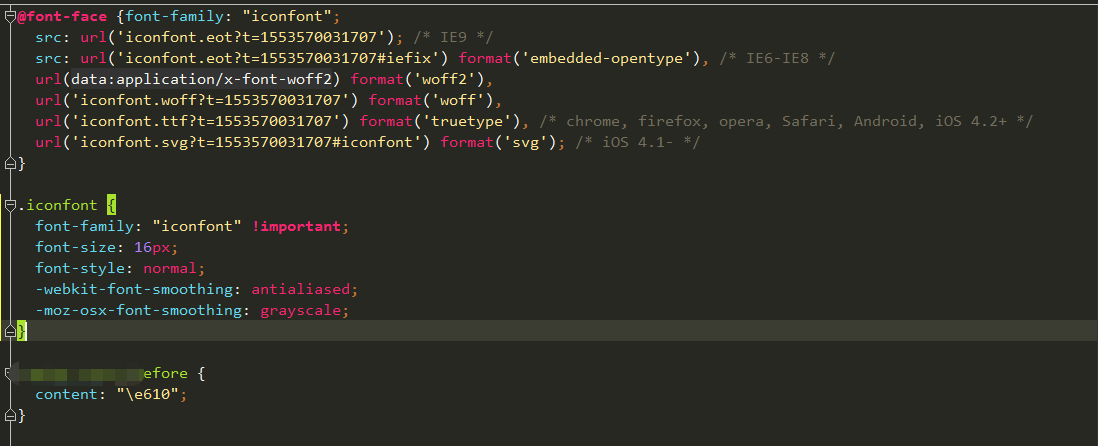 @font-face {font-family: "iconfont";
  src: url('iconfont.eot?t=1553570031707'); /* IE9 */
  src: url('iconfont.eot?t=1553570031707#iefix') format('embedded-opentype'), /* IE6-IE8 */
  url(data:application/x-font-woff2) format('woff2'),
  url('iconfont.woff?t=1553570031707') format('woff'),
  url('iconfont.ttf?t=1553570031707') format('truetype'), /* chrome, firefox, opera, Safari, Android, iOS 4.2+ */
  url('iconfont.svg?t=1553570031707#iconfont') format('svg'); /* iOS 4.1- */
}
.iconfont {
  font-family: "iconfont" !important;
  font-size: 16px;
  font-style: normal;
  -webkit-font-smoothing: antialiased;
  -moz-osx-font-smoothing: grayscale;
}
efore {
  content: "\e610";
}